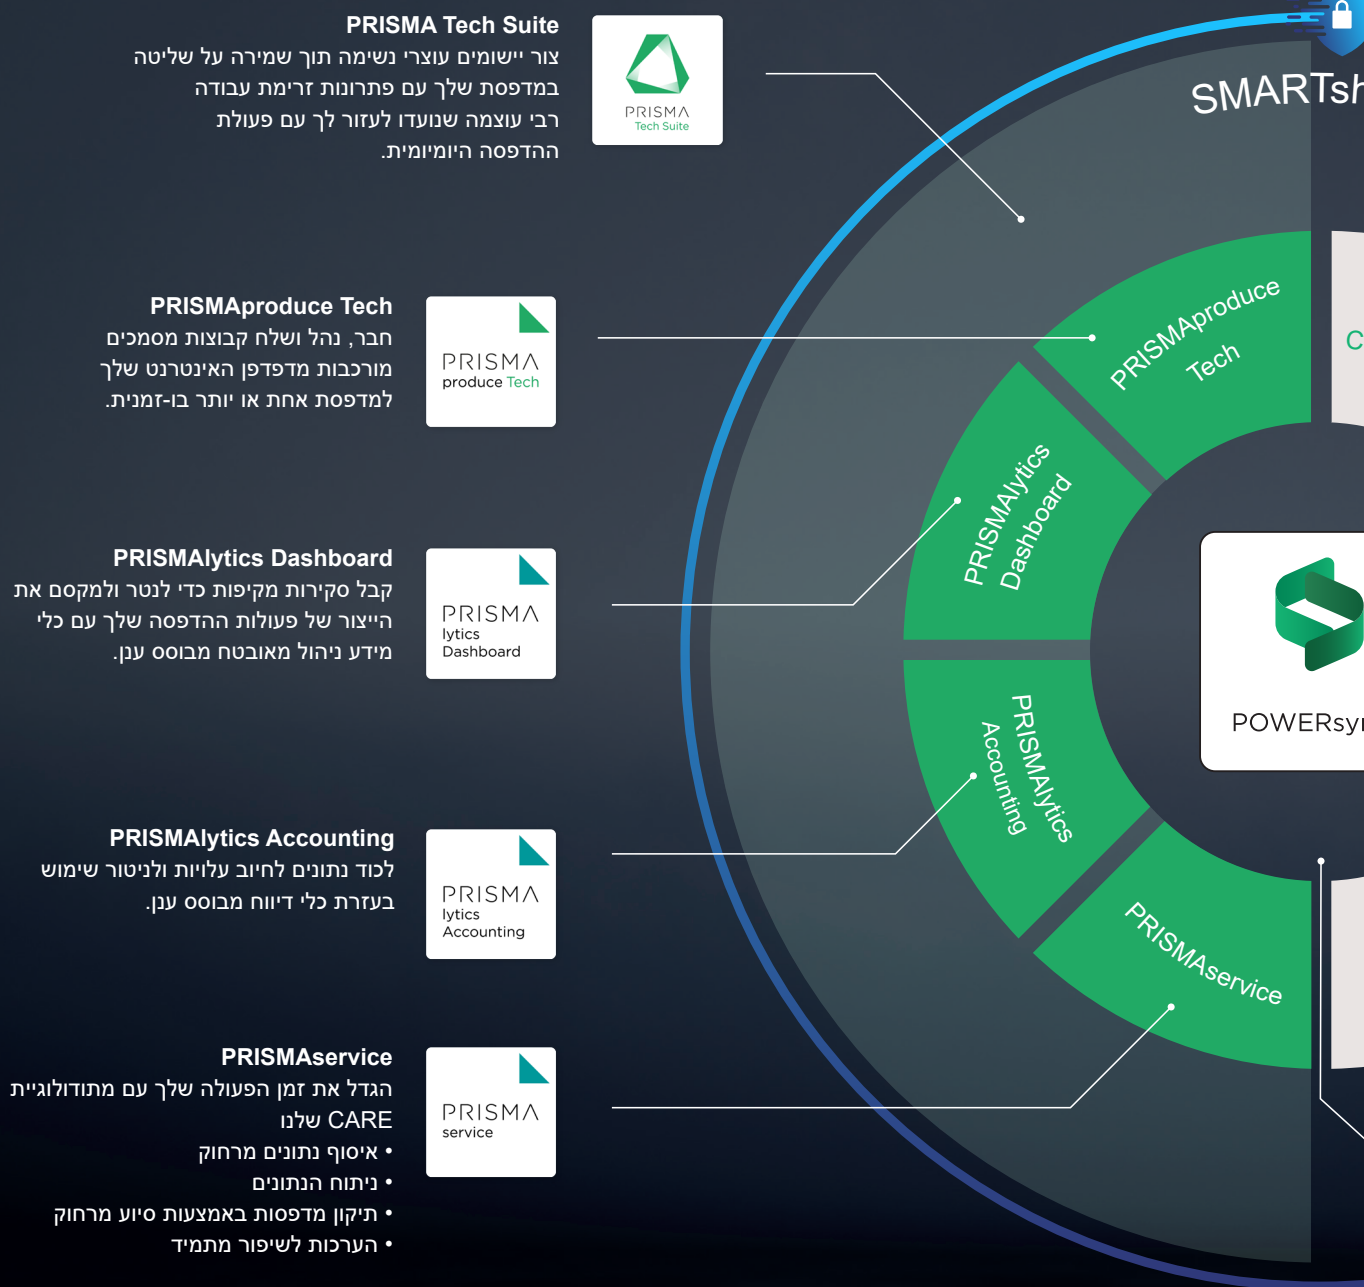 PRISMA Tech Suite
צור יישומים עוצרי נשימה תוך שמירה על שליטה
במדפסת שלך עם פתרונות זרימת עבודה
רבי עוצמה שנועדו לעזור לך עם פעולת
ההדפסה היומיומית.
PRISMA
Tech Suite
SMARTsh
PRISMAproduce Tech
חבר, נהל ושלח קבוצות מסמכים
מורכבות מדפדפן האינטרנט שלך
למדפסת אחת או יותר בו-זמנית.
PRISMA
produce Tech
PRISMAproduce
Tech
C
PRISMAlytics Dashboard
קבל סקירות מקיפות כדי לנטר ולמקסם את
הייצור של פעולות ההדפסה שלך עם כלי
מידע ניהול מאובטח מבוסס ענן.
PRISMA
lytics
Dashboard
PRISMAlytics
Dashboard
POWERsyn
PRISMAlytics Accounting
לכוד נתונים לחיוב עלויות ולניטור שימוש
בעזרת כלי דיווח מבוסס ענן.
PRISMA
lytics
Accounting
PRISMAlytics
Accounting
PRISMAservice
הגדל את זמן הפעולה שלך עם מתודולוגיית
CARE שלנו
• איסוף נתונים מרחוק
• ניתוח הנתונים
• תיקון מדפסות באמצעות סיוע מרחוק
• הערכות לשיפור מתמיד
PRISMA
service
PRISMAservice